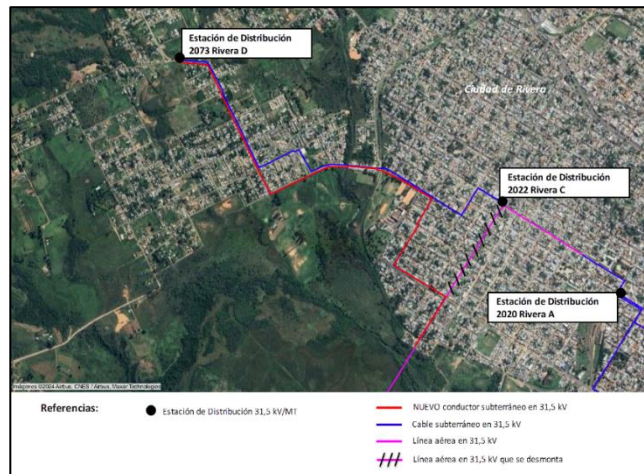 Estación de Distribución
2073 Rivera D
Ciudad de Rivera
Estación de Distribución
2022 Rivera C
Estación de Distribución
2020 Rivera A
Imágenes ©2024 Airbus, CNES / Airbus, Maxar Technologies
Referencias:
Estación de Distribución 31,5 kV/MT
NUEVO conductor subterráneo en 31,5 kV
Cable subterráneo en 31,5 kV
Línea aérea en 31,5 kV
Línea aérea en 31,5 kV que se desmonta